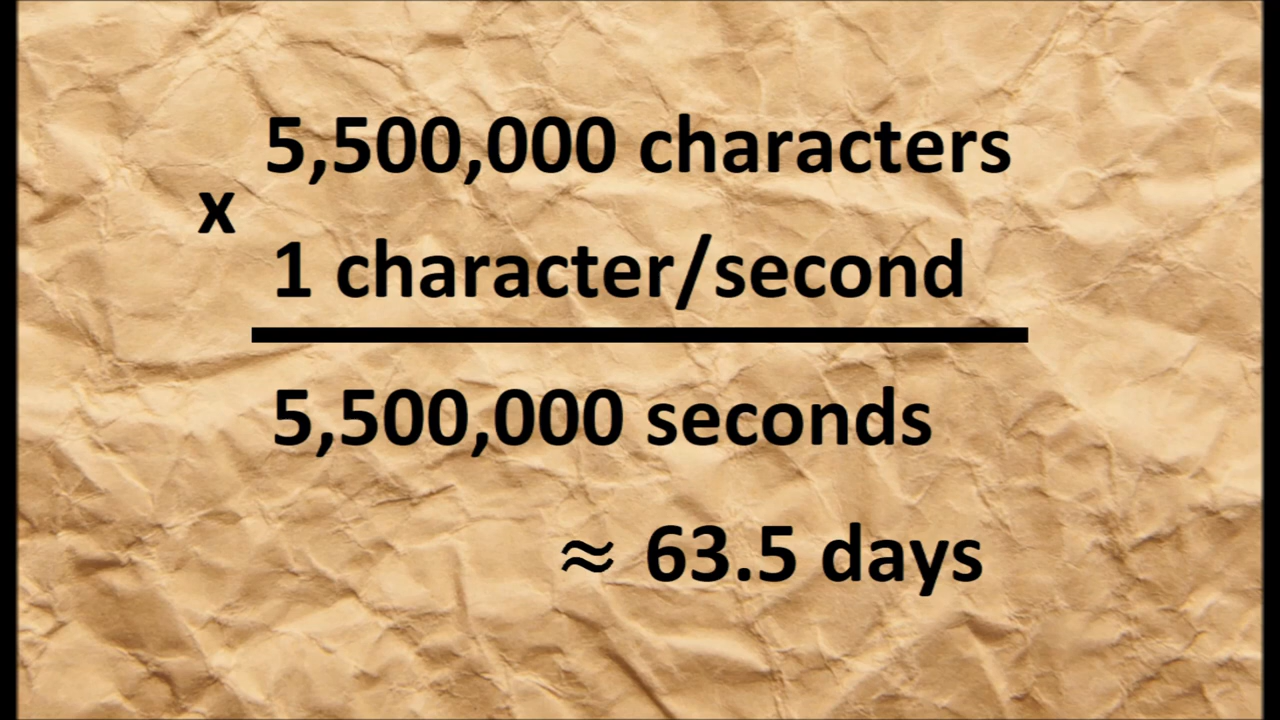 5,500,000 characters
x
1 character/second
5,500,000 seconds
≈ 63.5 days